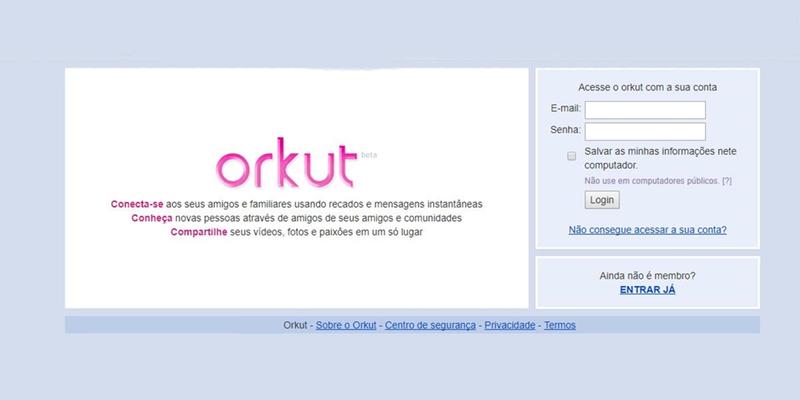 orkut beta
Conecta-se aos seus amigos e familiares usando recados e mensagens instantâneas
Conheça novas pessoas através de amigos de seus amigos e comunidades
Compartilhe seus vídeos, fotos e paixões em um só lugar
Acesse o orkut com a sua conta
E-mail:
Senha:
Salvar as minhas informações nete
computador.
Não use em computadores públicos. [?]
Login
Não consegue acessar a sua conta?
Ainda não é membro?
ENTRAR JÁ
Orkut - Sobre o Orkut - Centro de segurança - Privacidade - Termos